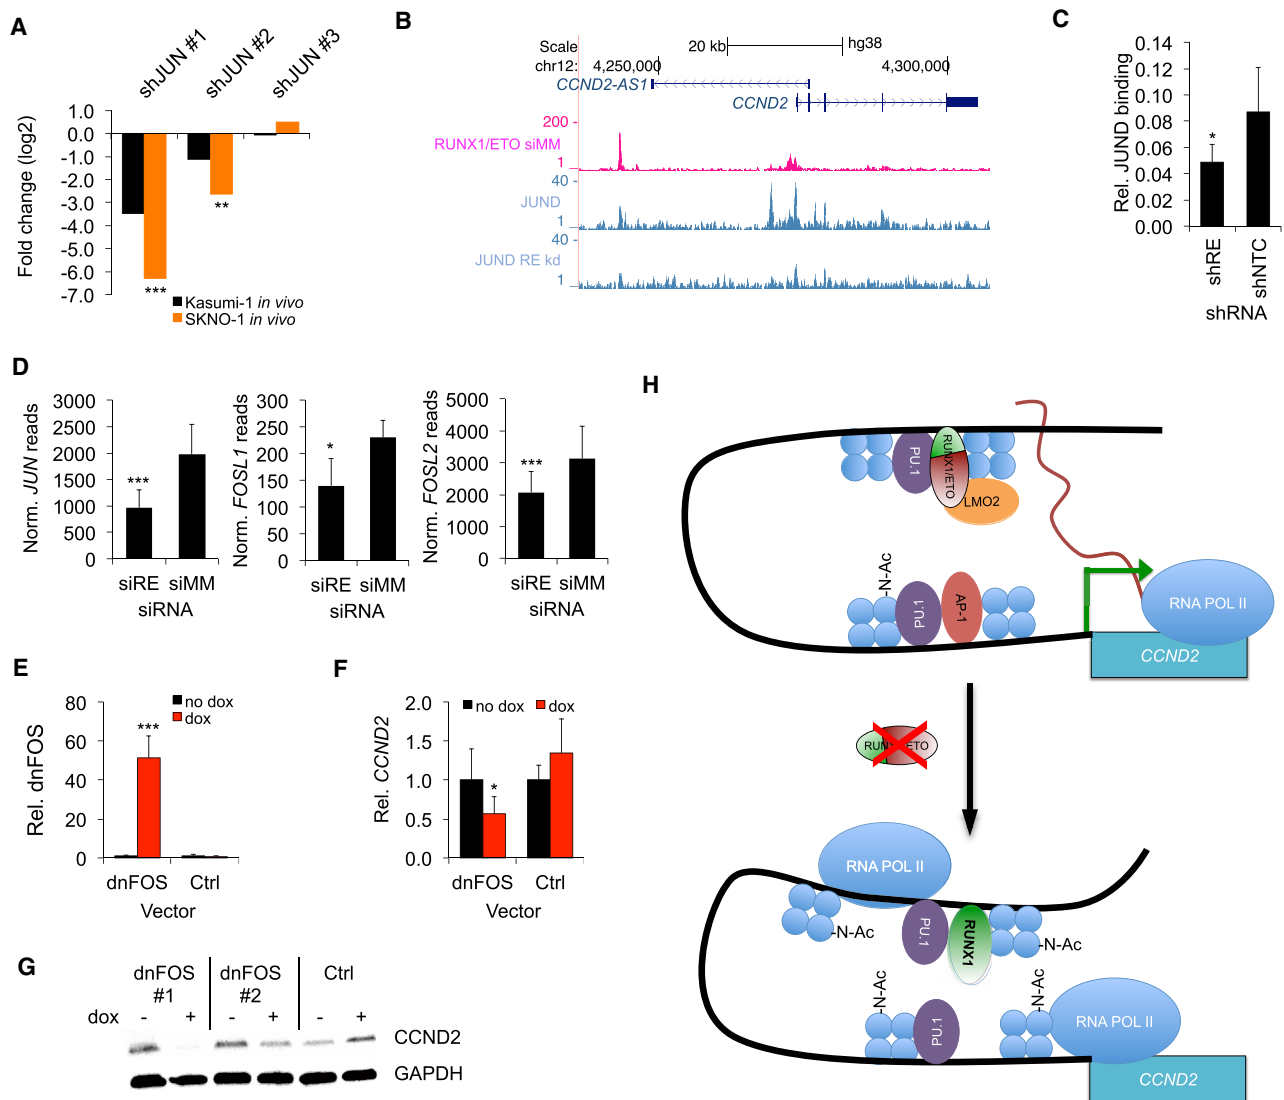 A
shJUN #1
shJUN #2
shJUN #3
Fold change (log2)
1.0
0.0
-1.0
-2.0
-3.0
-4.0
-5.0
-6.0
-7.0
***
**
Kasumi-1 in vivo
SKNO-1 in vivo
B
Scale
20 kb
hg38
chr12:
4,250,000
4,300,000
CCND2-AS1
CCND2
200 -
RUNX1/ETO siMM
1
40 -
JUND
1
40 -
JUND RE kd
1
C
Rel. JUND binding
0.14
0.12
0.10
0.08
0.06
0.04
0.02
0.00
*
shRE
shNTC
shRNA
D
Norm. JUN reads
3000
2500
2000
1500
1000
500
0
***
siRE siMM
siRNA
Norm. FOSL1 reads
300
250
200
150
100
50
0
*
siRE siMM
siRNA
Norm. FOSL2 reads
5000
4000
3000
2000
1000
0
***
siRE siMM
siRNA
E
Rel. dnFOS
80
60
40
20
0
no dox
dox
***
dnFOS Ctrl
Vector
F
Rel. CCND2
2.0
1.5
1.0
0.5
0.0
no dox dox
*
dnFOS Ctrl
Vector
G
dnFOS #1
dnFOS #2
Ctrl
dox - + - + - +
CCND2
GAPDH
H
PU.1
RUNX1/ETO
LMO2
-N-Ac
PU.1
AP-1
RNA POL II
CCND2
RUNX1/ETO
RNA POL II
-N-Ac
PU.1
RUNX1
-N-Ac
-N-Ac
PU.1
-N-Ac
RNA POL II
CCND2